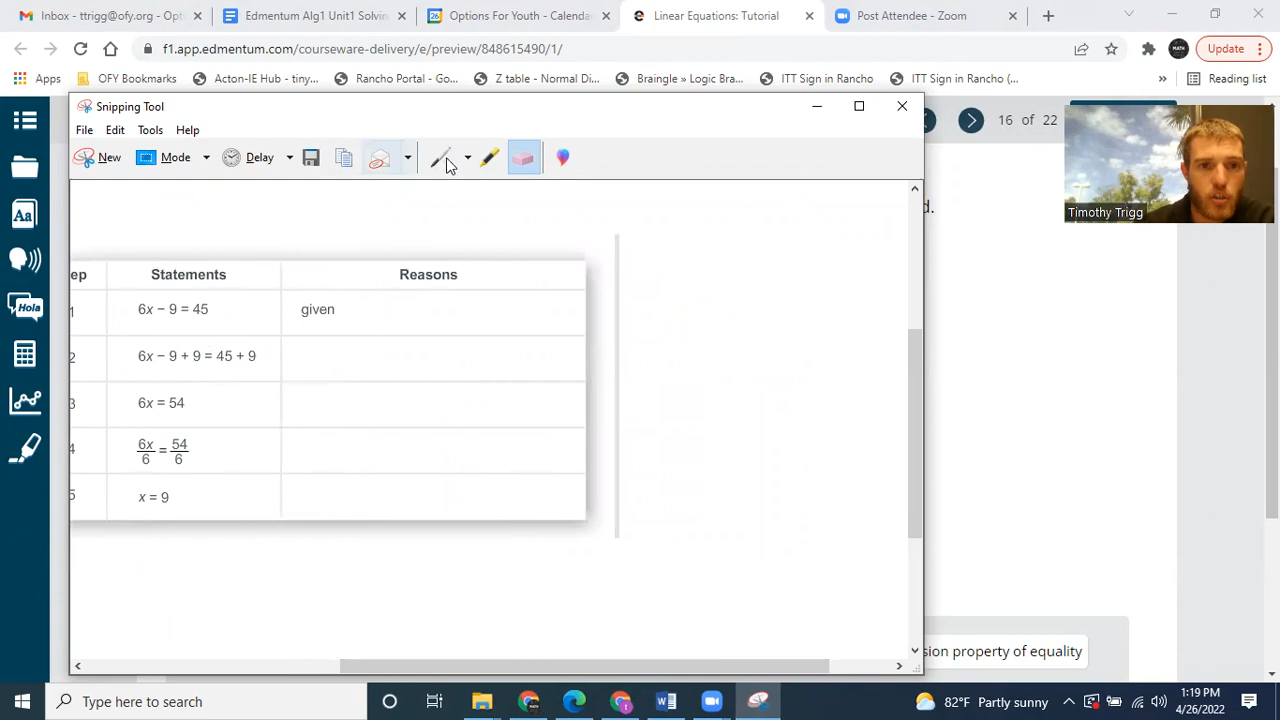 Inbox - ttrigg@ofy.org - OPTI
Edmentum Alg1 Unit1 Solvin
Options For Youth - Calenda
Linear Equations: Tutorial
Post Attendee - Zoom
f1.app.edmentum.com/courseware-delivery/e/preview/848615490/1/
MATH
Update
Apps
OFY Bookmarks
Acton-IE Hub - tiny...
Rancho Portal - Go...
Z table - Normal Di...
Braingle » Logic Bra...
ITT Sign in Rancho
ITT Sign in Rancho (...
»
Reading list
Snipping Tool
16 of 22
File Edit Tools Help
New Mode Delay
Aa
d.
Timothy Trigg
ep Statements Reasons
1 6x − 9 = 45 given
2 6x − 9 + 9 = 45 + 9
3 6x = 54
4 6x/6 = 54/6
5 x = 9
Hola
sion property of equality
Type here to search
82°F Partly sunny
1:19 PM
4/26/2022